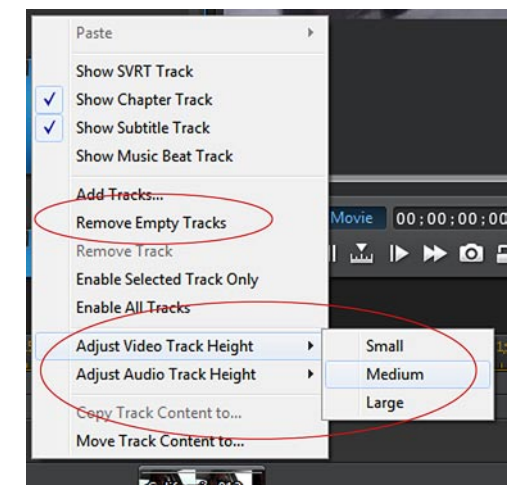 Paste
Show SVRT Track
Show Chapter Track
Show Subtitle Track
Show Music Beat Track
Add Tracks...
Remove Empty Tracks
Movie 00;00;00;00
Remove Track
Enable Selected Track Only
Enable All Tracks
Adjust Video Track Height
Small
Adjust Audio Track Height
Medium
Large
Copy Track Content to...
Move Track Content to...